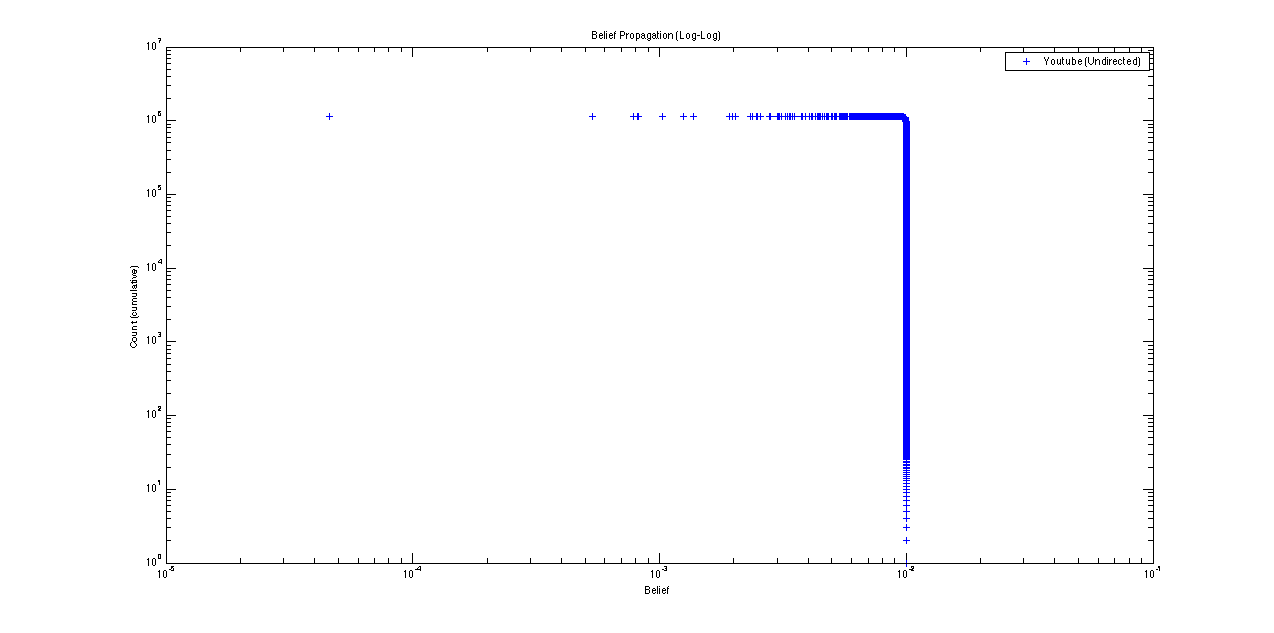 Belief Propagation (Log-Log)
10^7
Youtube (Undirected)
10^6
10^5
10^4
Count (cumulative)
10^3
10^2
10^1
10^0
10^-5 10^-4 10^-3 10^-2 10^-1
Belief